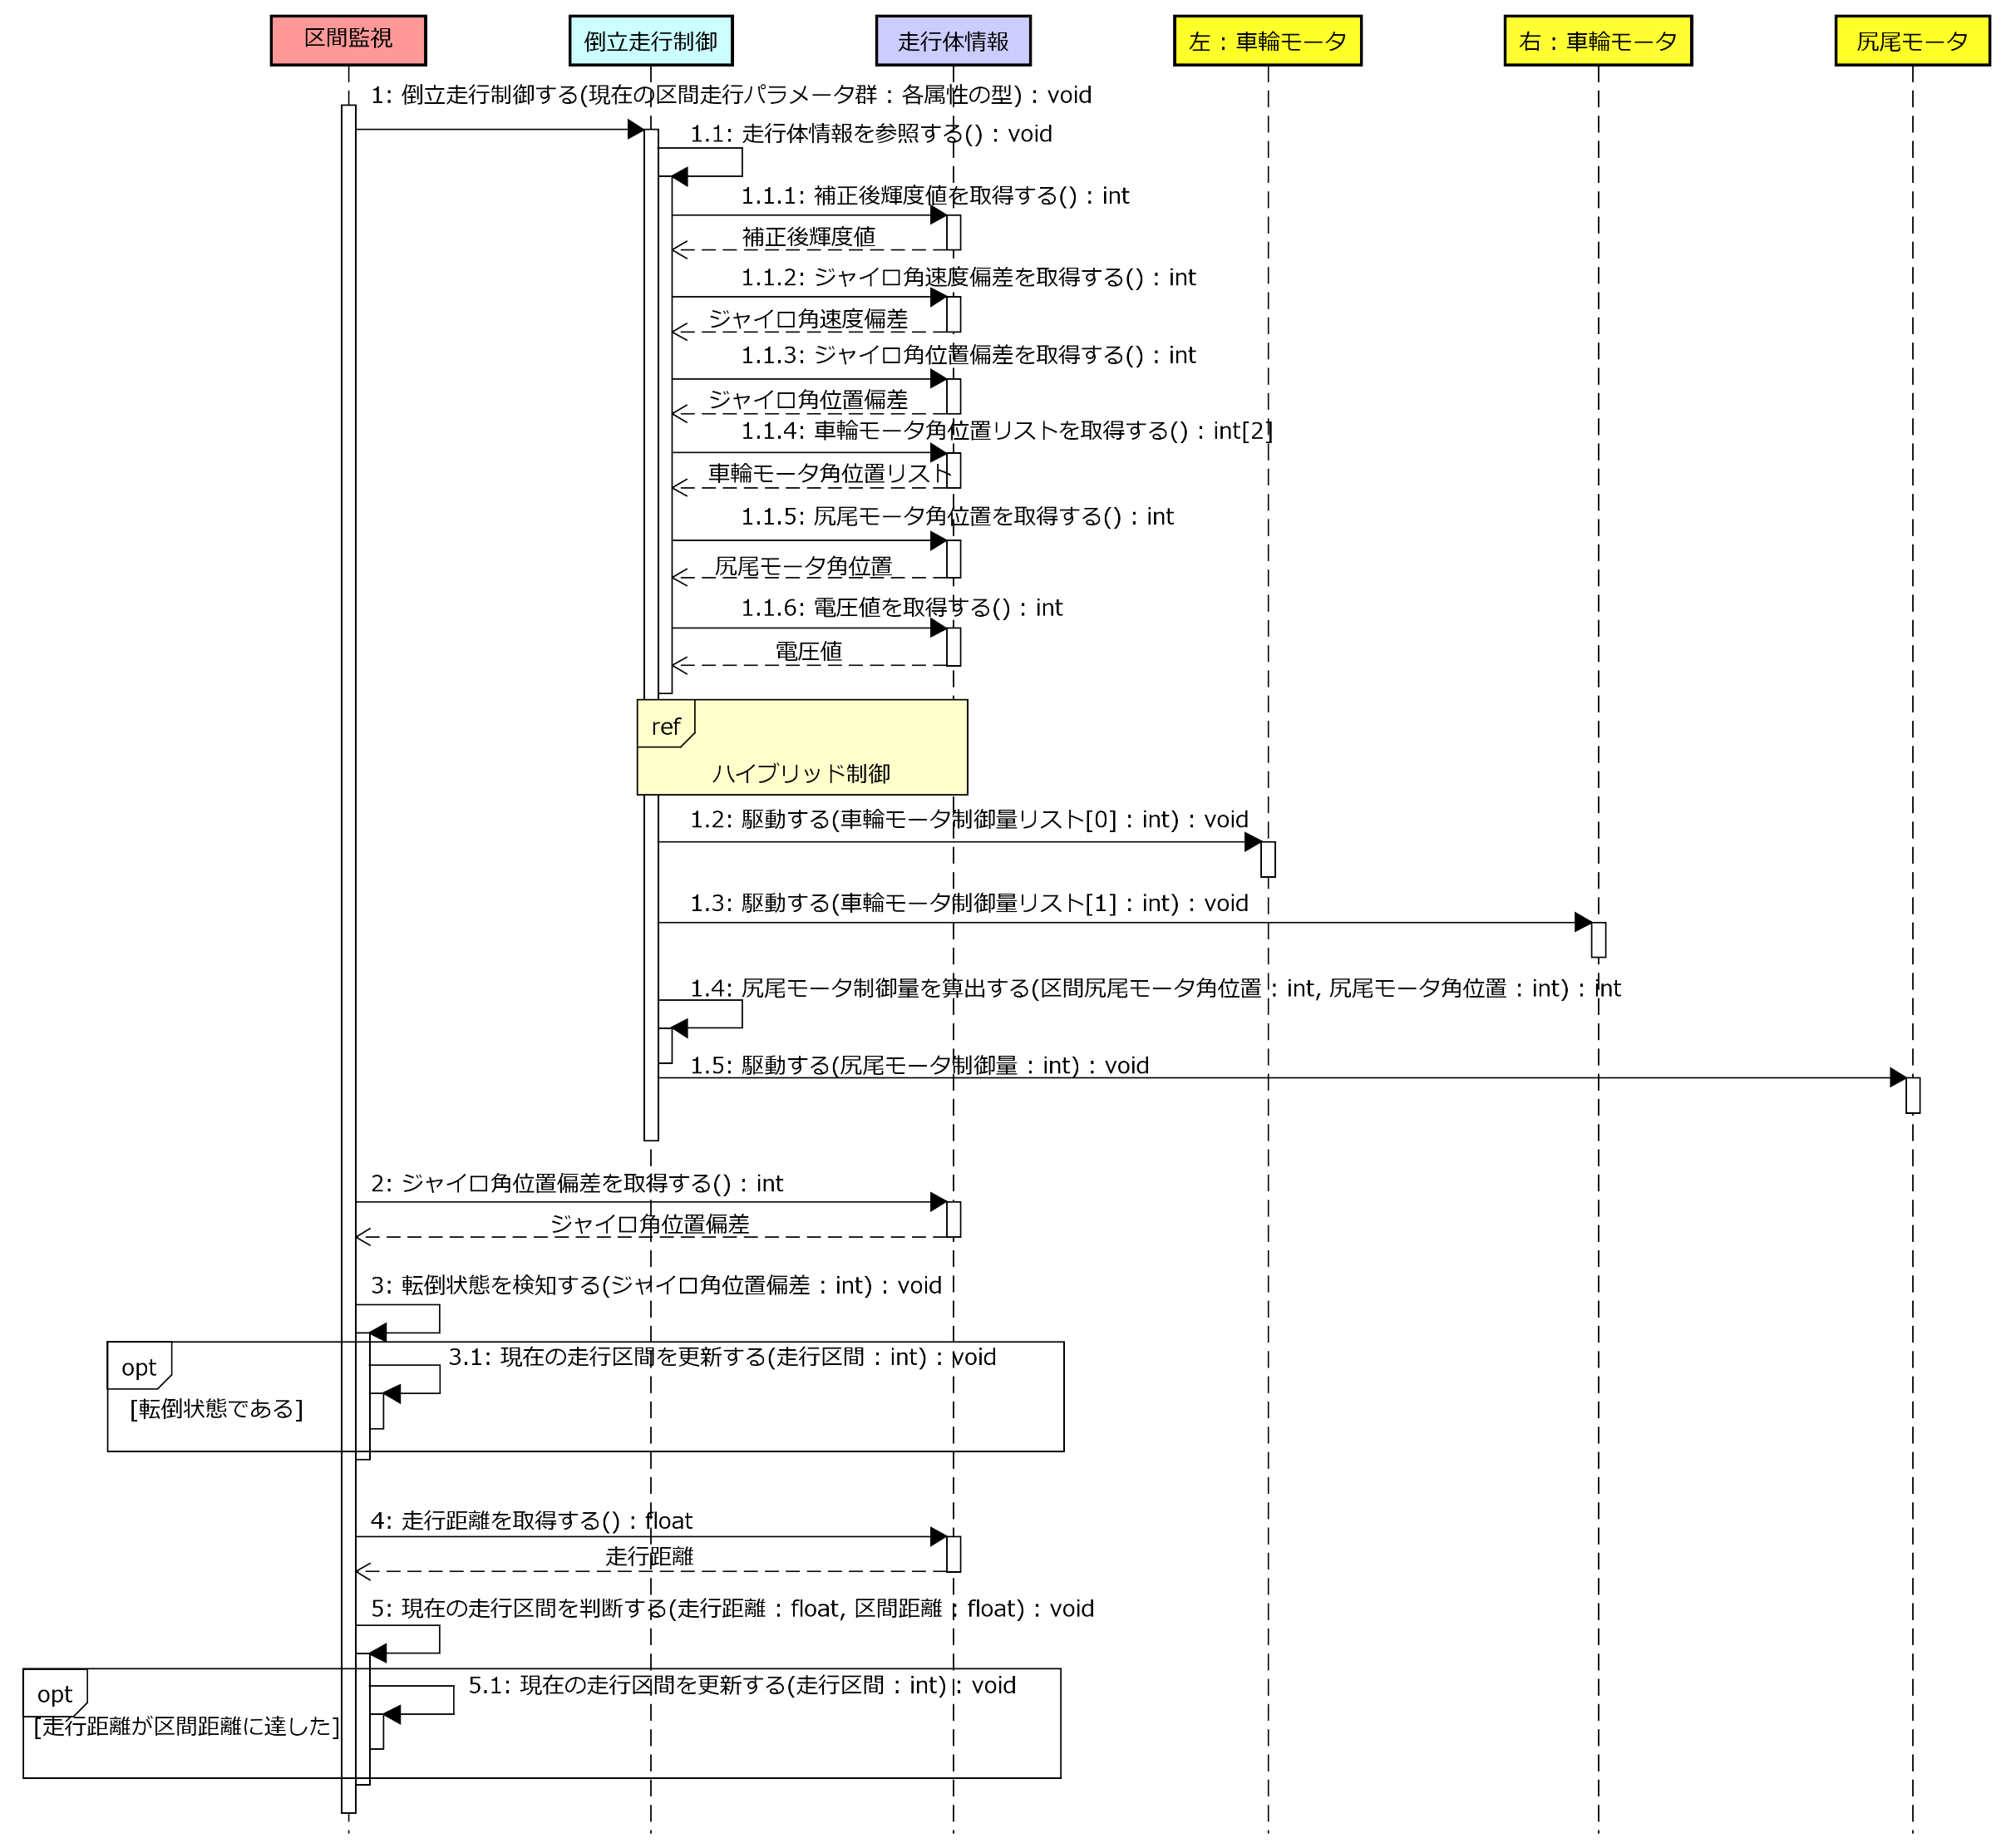 区間監視
倒立走行制御
走行体情報
左 : 車輪モータ
右 : 車輪モータ
尻尾モータ
1: 倒立走行制御する(現在の区間走行パラメータ群 : 各属性の型) : void
1.1: 走行体情報を参照する() : void
1.1.1: 補正後輝度値を取得する() : int
補正後輝度値
1.1.2: ジャイロ角速度偏差を取得する() : int
ジャイロ角速度偏差
1.1.3: ジャイロ角位置偏差を取得する() : int
ジャイロ角位置偏差
1.1.4: 車輪モータ角位置リストを取得する() : int[2]
車輪モータ角位置リスト
1.1.5: 尻尾モータ角位置を取得する() : int
尻尾モータ角位置
1.1.6: 電圧値を取得する() : int
電圧値
ref
ハイブリッド制御
1.2: 駆動する(車輪モータ制御量リスト[0] : int) : void
1.3: 駆動する(車輪モータ制御量リスト[1] : int) : void
1.4: 尻尾モータ制御量を算出する(区間尻尾モータ角位置 : int, 尻尾モータ角位置 : int) : int
1.5: 駆動する(尻尾モータ制御量 : int) : void
2: ジャイロ角位置偏差を取得する() : int
ジャイロ角位置偏差
3: 転倒状態を検知する(ジャイロ角位置偏差 : int) : void
opt
3.1: 現在の走行区間を更新する(走行区間 : int) : void
[転倒状態である]
4: 走行距離を取得する() : float
走行距離
5: 現在の走行区間を判断する(走行距離 : float, 区間距離 : float) : void
opt
5.1: 現在の走行区間を更新する(走行区間 : int) : void
[走行距離が区間距離に達した]